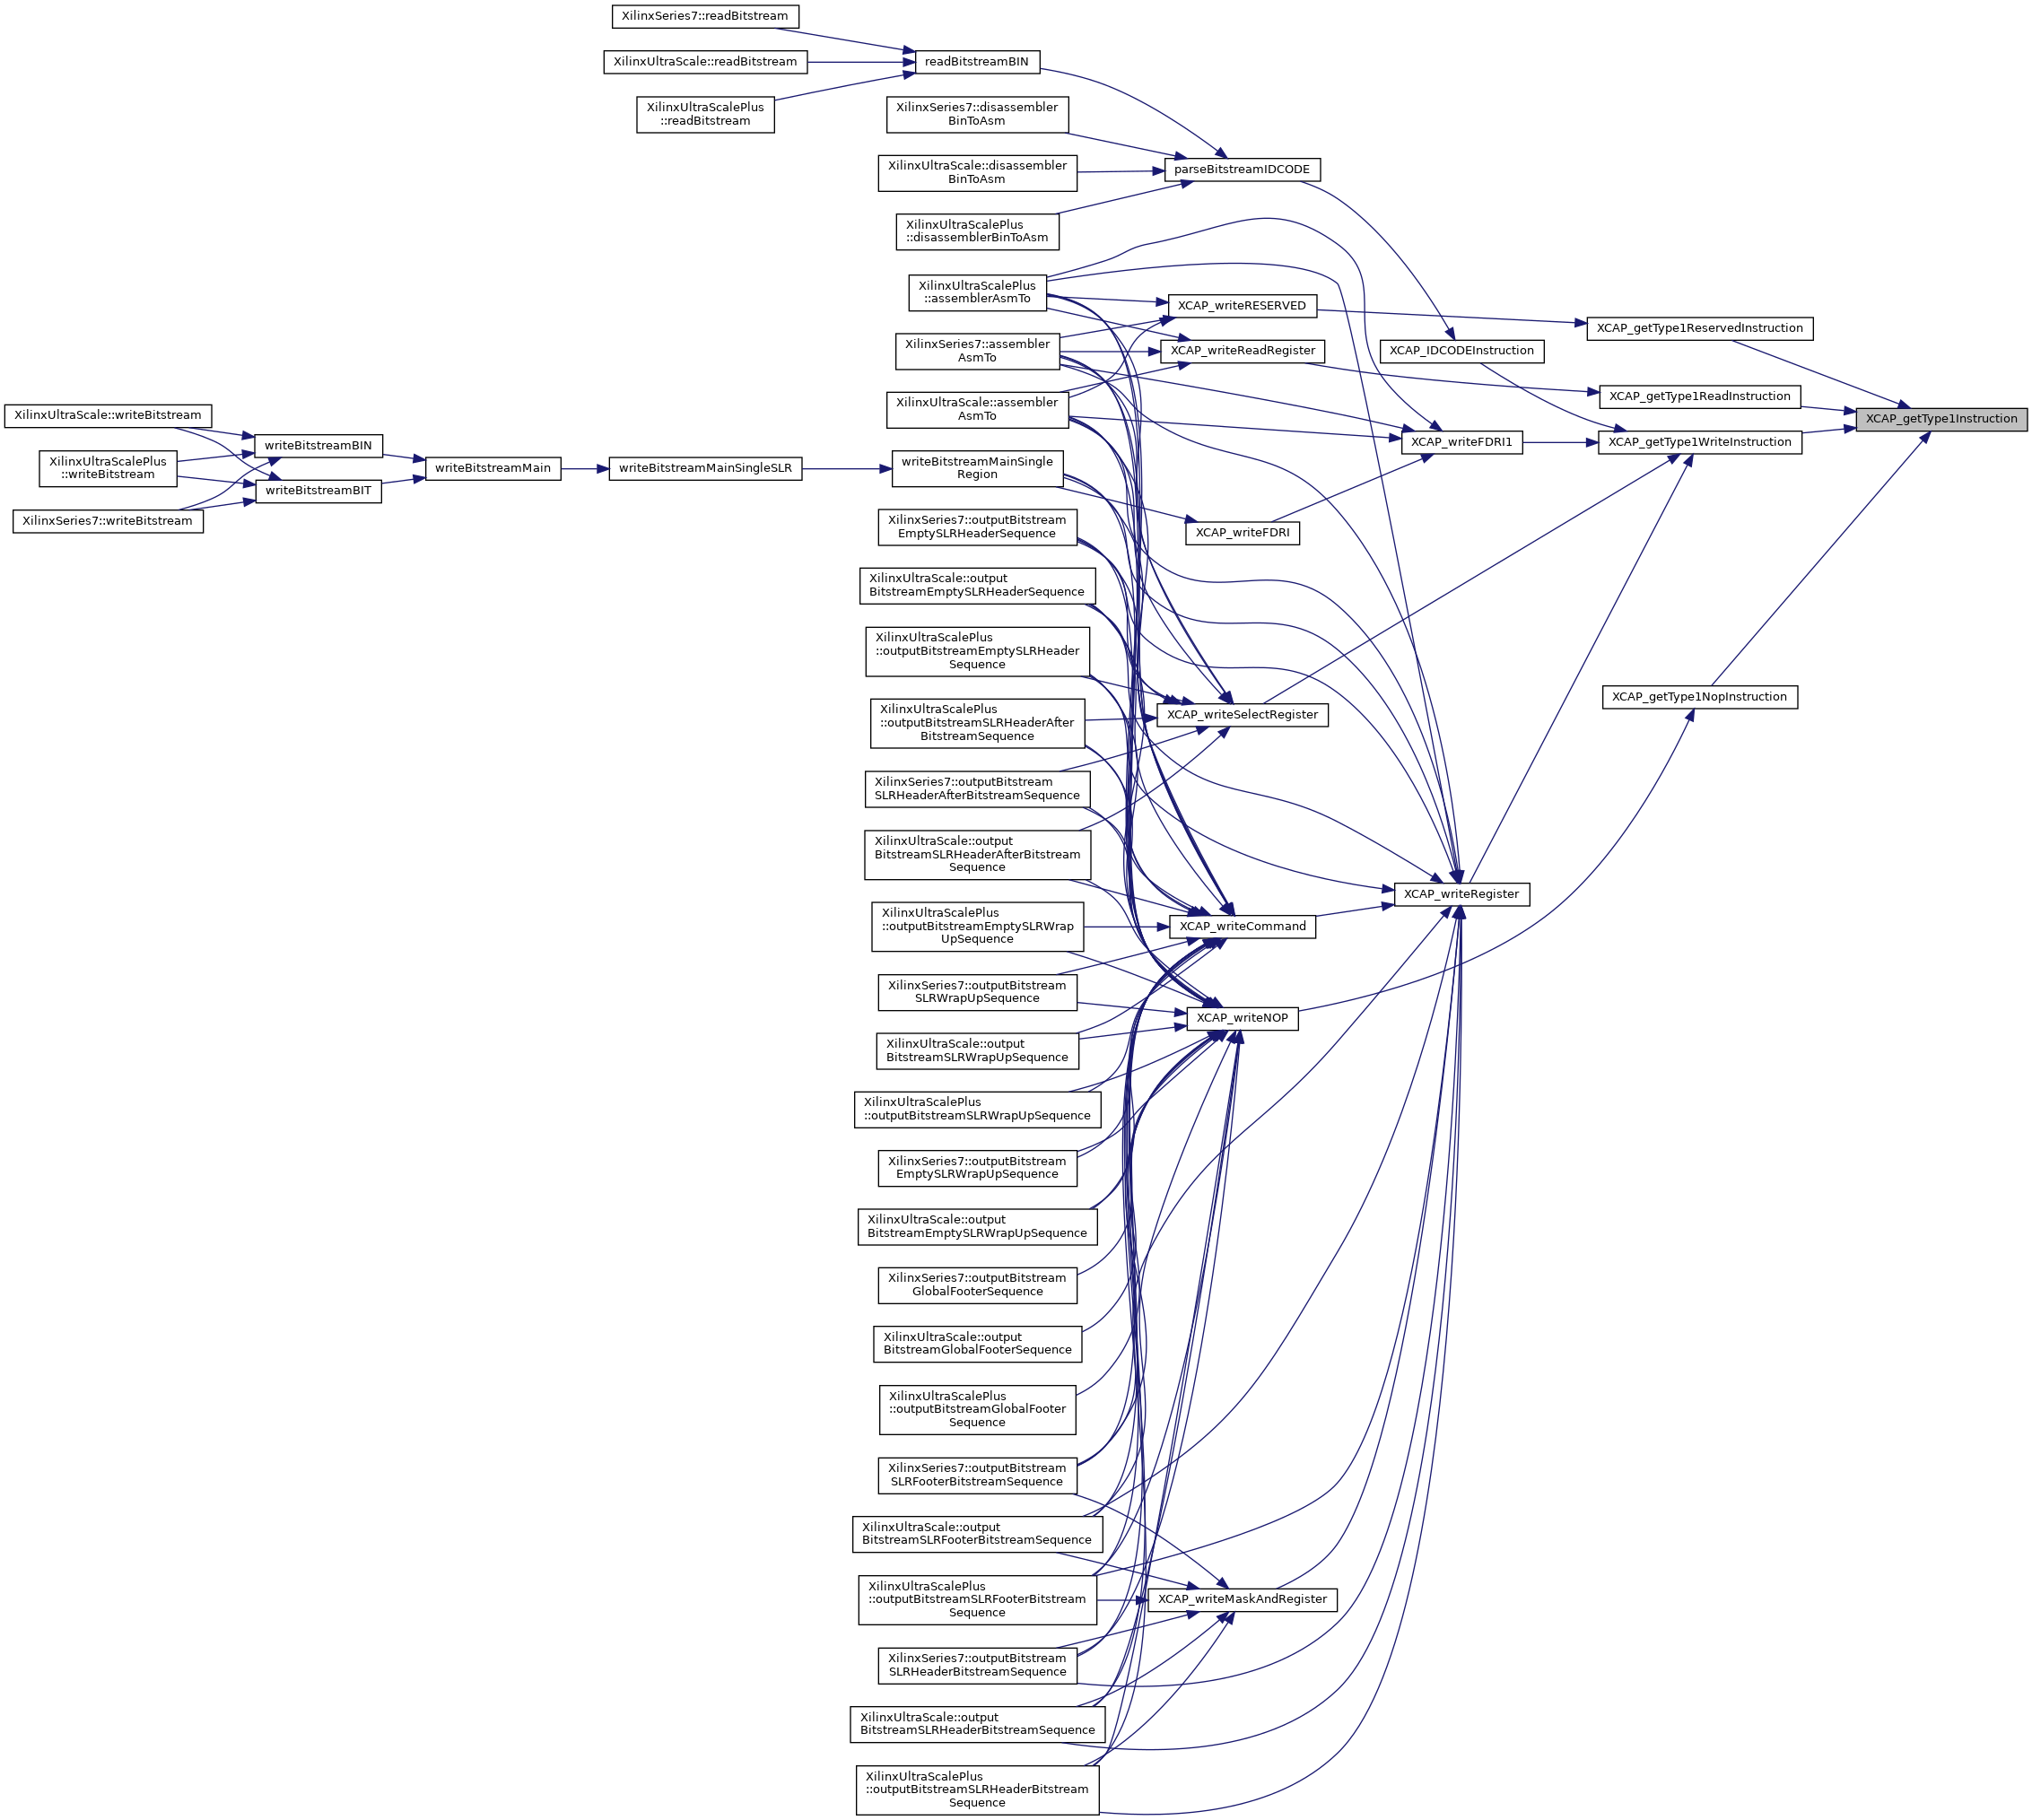 XilinxSeries7::readBitstream
XilinxUltraScale::readBitstream
readBitstreamBIN
XilinxUltraScalePlus
::readBitstream
XilinxSeries7::disassembler
BinToAsm
XilinxUltraScale::disassembler
BinToAsm
parseBitstreamIDCODE
XilinxUltraScalePlus
::disassemblerBinToAsm
XilinxUltraScalePlus
::assemblerAsmTo
XCAP_writeRESERVED
XCAP_getType1ReservedInstruction
XilinxSeries7::assembler
AsmTo
XCAP_writeReadRegister
XCAP_IDCODEInstruction
XCAP_getType1ReadInstruction
XilinxUltraScale::assembler
AsmTo
XCAP_getType1Instruction
XilinxUltraScale::writeBitstream
writeBitstreamBIN
XCAP_writeFDRI1
XCAP_getType1WriteInstruction
XilinxUltraScalePlus
::writeBitstream
writeBitstreamMain
writeBitstreamMainSingleSLR
writeBitstreamMainSingle
Region
writeBitstreamBIT
XilinxSeries7::writeBitstream
XilinxSeries7::outputBitstream
EmptySLRHeaderSequence
XCAP_writeFDRI
XilinxUltraScale::output
BitstreamEmptySLRHeaderSequence
XilinxUltraScalePlus
::outputBitstreamEmptySLRHeader
Sequence
XCAP_getType1NopInstruction
XilinxUltraScalePlus
::outputBitstreamSLRHeaderAfter
BitstreamSequence
XCAP_writeSelectRegister
XilinxSeries7::outputBitstream
SLRHeaderAfterBitstreamSequence
XilinxUltraScale::output
BitstreamSLRHeaderAfterBitstream
Sequence
XCAP_writeRegister
XilinxUltraScalePlus
::outputBitstreamEmptySLRWrap
UpSequence
XCAP_writeCommand
XilinxSeries7::outputBitstream
SLRWrapUpSequence
XCAP_writeNOP
XilinxUltraScale::output
BitstreamSLRWrapUpSequence
XilinxUltraScalePlus
::outputBitstreamSLRWrapUpSequence
XilinxSeries7::outputBitstream
EmptySLRWrapUpSequence
XilinxUltraScale::output
BitstreamEmptySLRWrapUpSequence
XilinxSeries7::outputBitstream
GlobalFooterSequence
XilinxUltraScale::output
BitstreamGlobalFooterSequence
XilinxUltraScalePlus
::outputBitstreamGlobalFooter
Sequence
XilinxSeries7::outputBitstream
SLRFooterBitstreamSequence
XilinxUltraScale::output
BitstreamSLRFooterBitstreamSequence
XilinxUltraScalePlus
::outputBitstreamSLRFooterBitstream
Sequence
XCAP_writeMaskAndRegister
XilinxSeries7::outputBitstream
SLRHeaderBitstreamSequence
XilinxUltraScale::output
BitstreamSLRHeaderBitstreamSequence
XilinxUltraScalePlus
::outputBitstreamSLRHeaderBitstream
Sequence